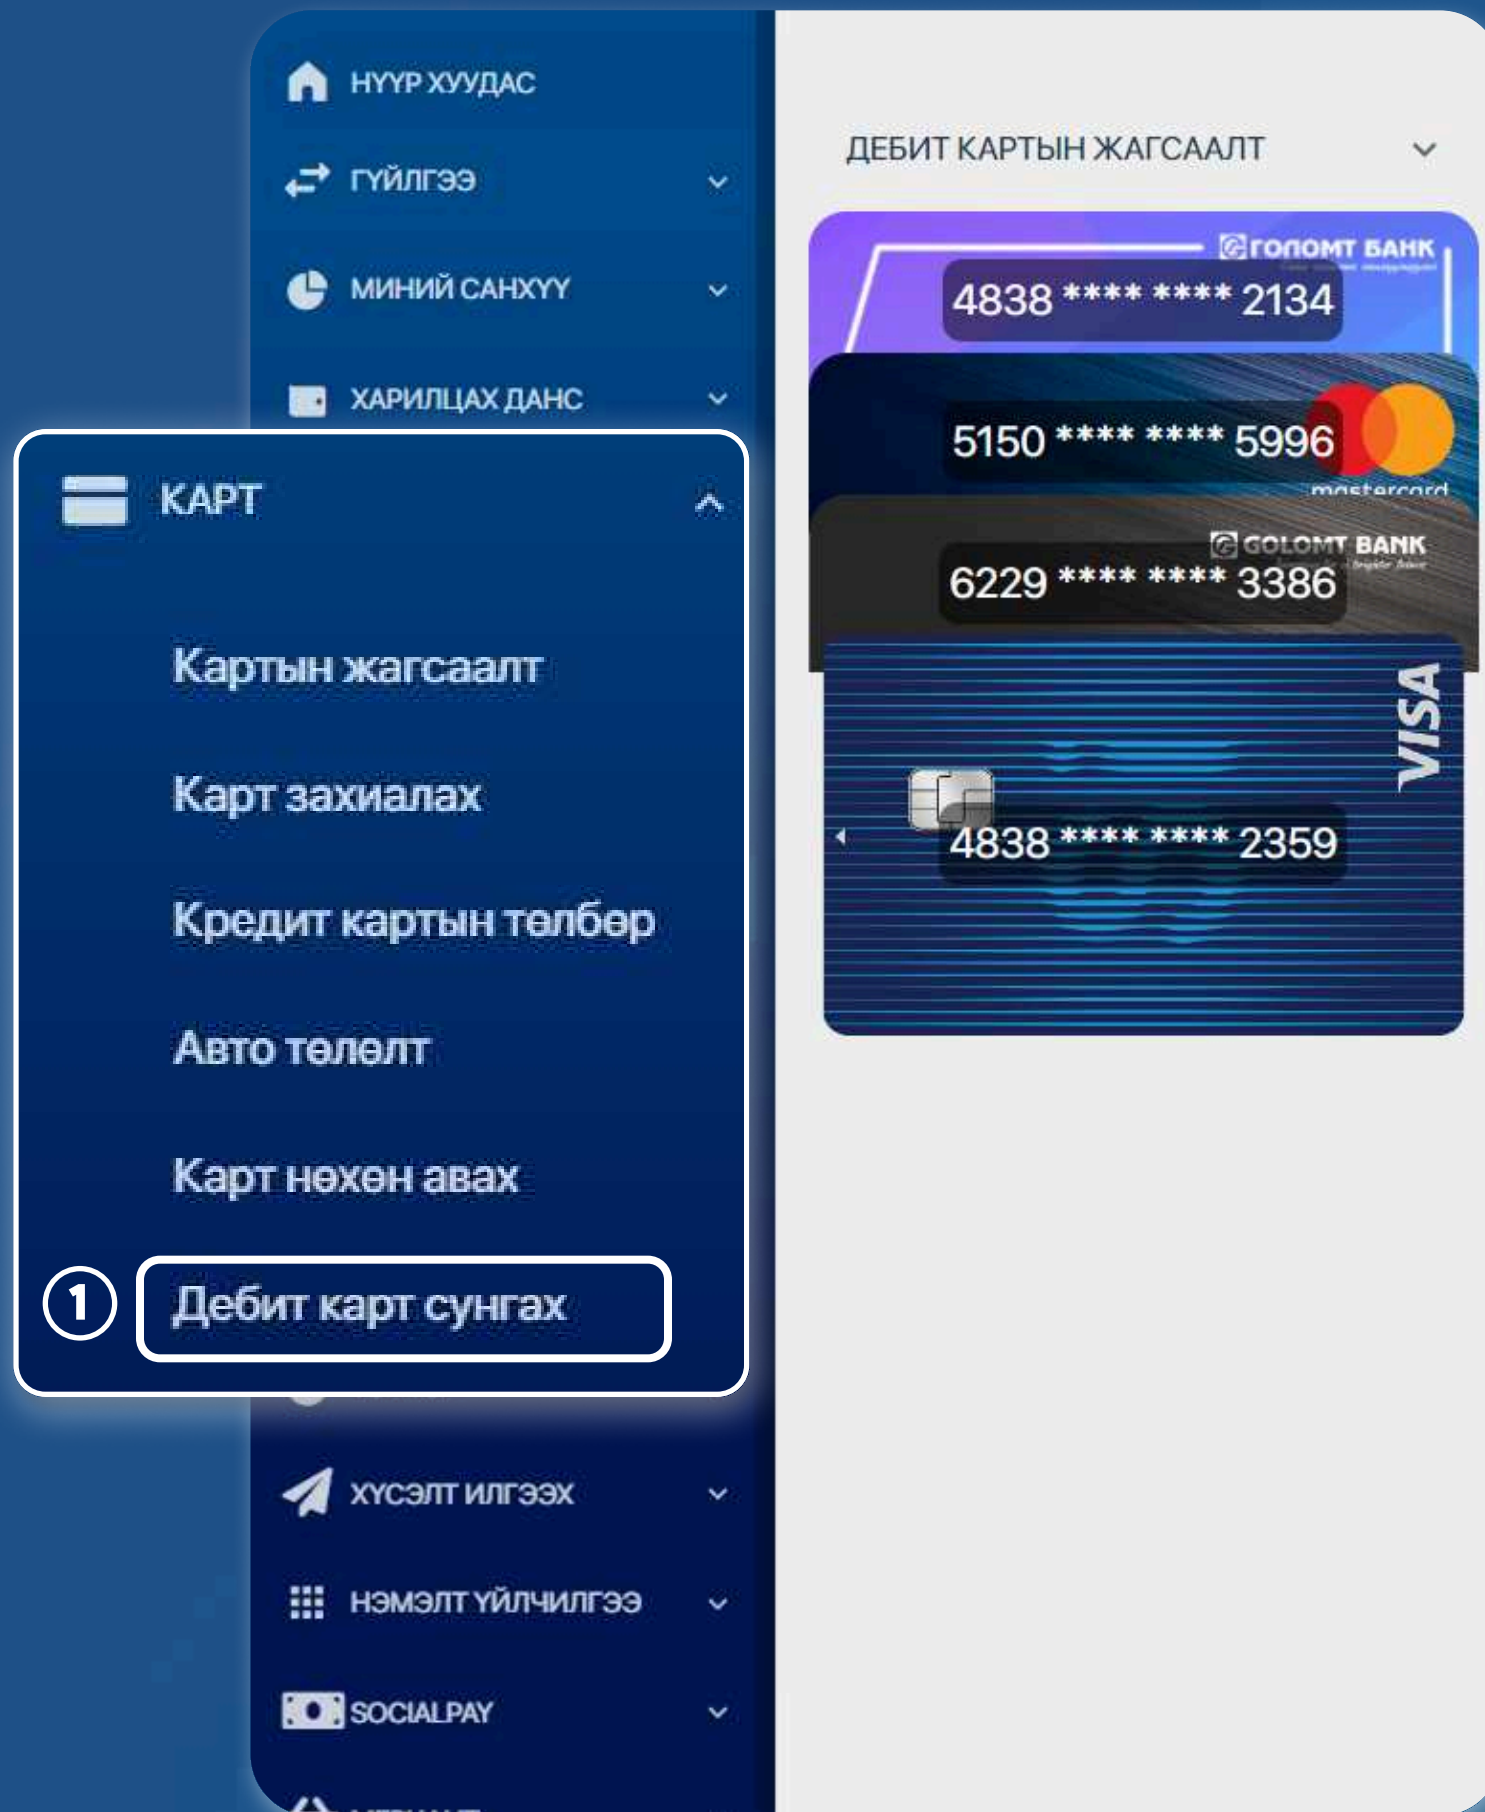 НҮҮР ХУУДАС
ГҮЙЛГЭЭ
МИНИЙ САНХҮҮ
ХАРИЛЦАХ ДАНС
КАРТ
Картын жагсаалт
Карт захиалах
Кредит картын төлбөр
Авто төлөлт
Карт нөхөн авах
1
Дебит карт сунгах
ХҮСЭЛТ ИЛГЭЭХ
НЭМЭЛТ ҮЙЛЧИЛГЭЭ
SOCIALPAY
ДЕБИТ КАРТЫН ЖАГСААЛТ
ГОЛОМТ БАНК
4838 **** **** 2134
5150 **** **** 5996
mastercard
GOLOMT BANK
6229 **** **** 3386
VISA
4838 **** **** 2359